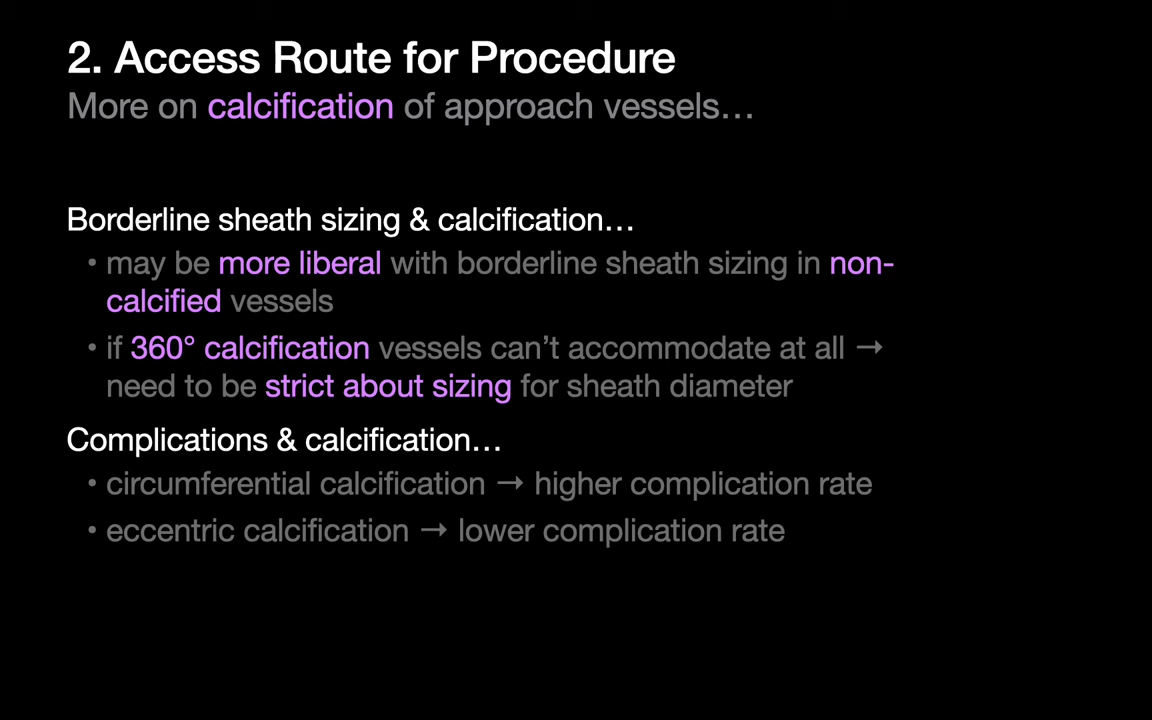 2. Access Route for Procedure
More on calcification of approach vessels…
Borderline sheath sizing & calcification…
• may be more liberal with borderline sheath sizing in non-
calcified vessels
• if 360° calcification vessels can’t accommodate at all →
need to be strict about sizing for sheath diameter
Complications & calcification…
• circumferential calcification → higher complication rate
• eccentric calcification → lower complication rate